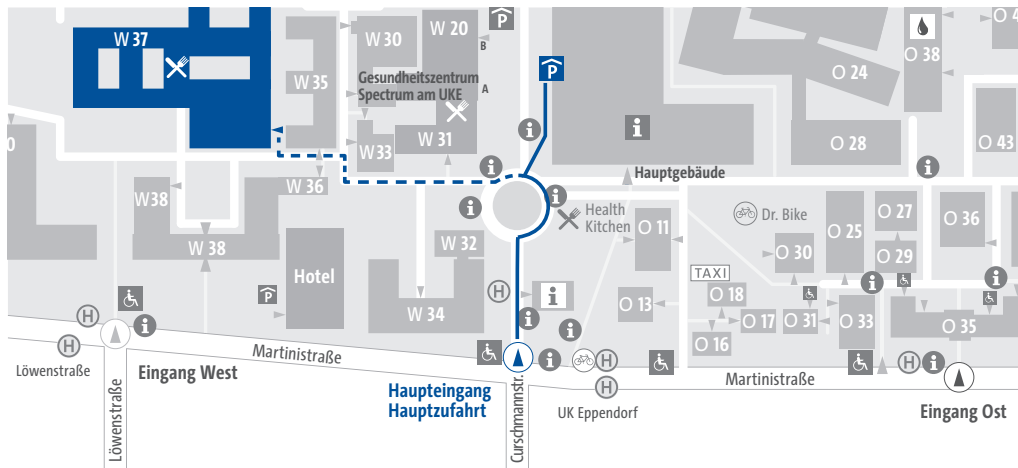 W 37
W 30
W 20
B
A
P
P
O 38
O 4
W 35
Gesundheitszentrum
Spectrum am UKE
O 24
W 33
W 31
i
i
i
O 28
O 43
i
0
W 36
Hauptgebäude
W38
i
i
Health
Kitchen
Dr. Bike
O 11
O 25
O 27
O 36
W 38
W 32
O 30
O 29
Hotel
TAXI
i
i
P
H
i
O 13
O 18
W 34
O 17
O 31
O 33
O 35
H
i
i
i
O 16
H
Löwenstraße
Eingang West
Martinistraße
i
H
H
H
i
Martinistraße
Haupteingang
Hauptzufahrt
UK Eppendorf
Eingang Ost
Löwenstraße
Curschmannstr.